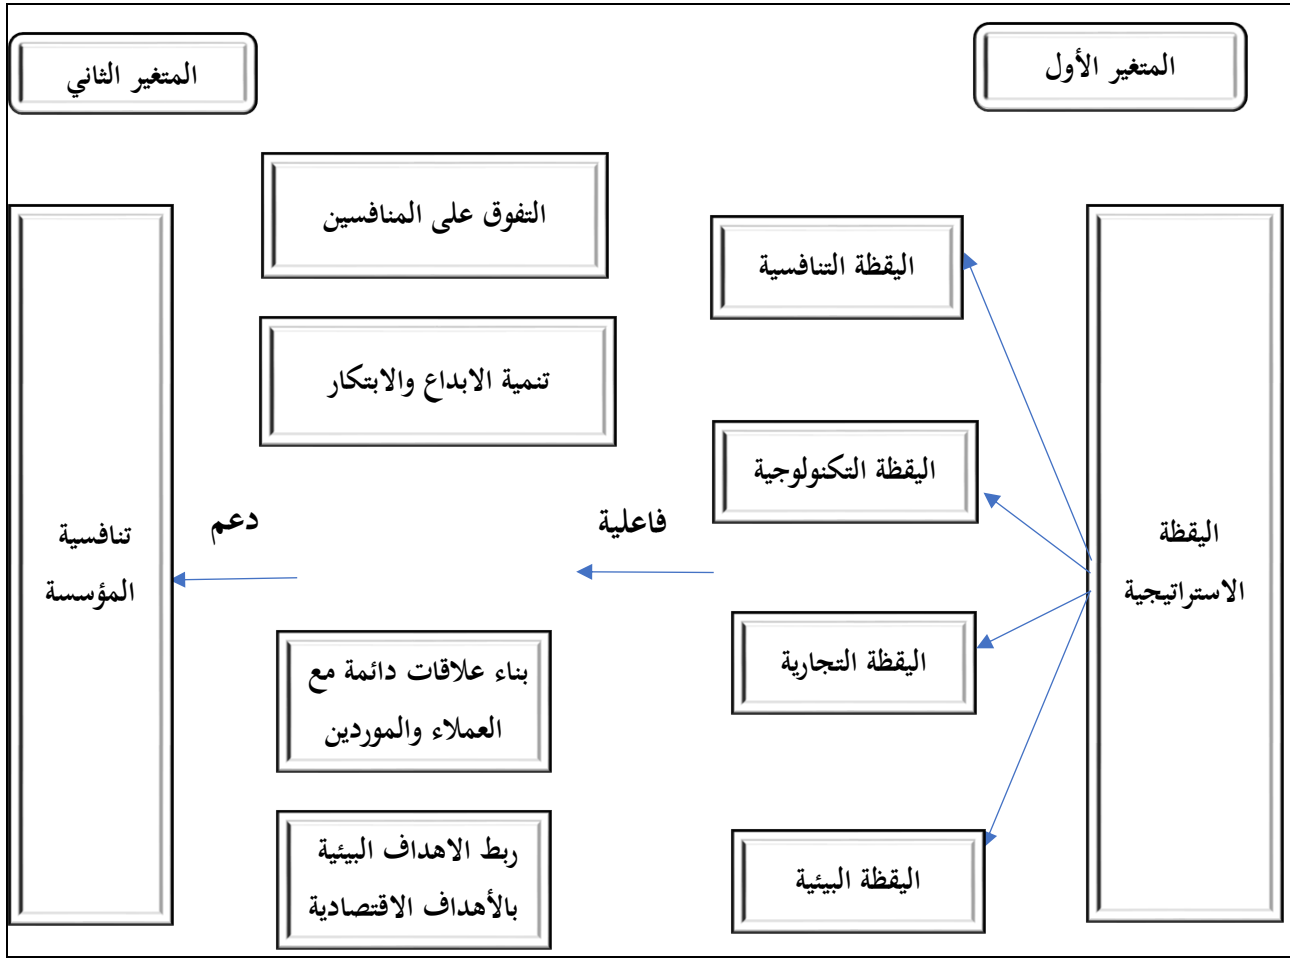 المتغير الأول
المتغير الثاني
اليقظة
الاستراتيجية
اليقظة التنافسية
اليقظة التكنولوجية
اليقظة التجارية
اليقظة البيئية
فاعلية
التفوق على المنافسين
تنمية الابداع والابتكار
بناء علاقات دائمة مع
العملاء والموردين
ربط الاهداف البيئية
بالأهداف الاقتصادية
دعم
تنافسية
المؤسسة